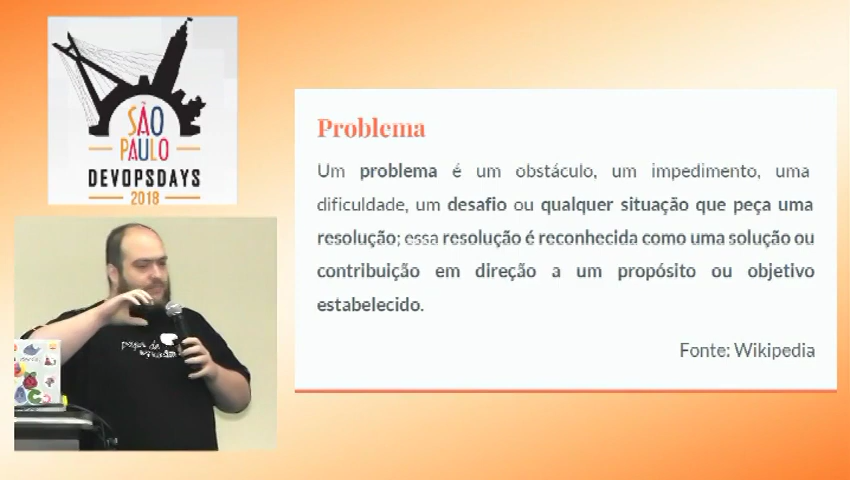 SÃO
PAULO
DEVOPSDAYS
2018
Problema
Um problema é um obstáculo, um impedimento, uma
dificuldade, um desafio ou qualquer situação que peça uma
resolução; essa resolução é reconhecida como uma solução ou
contribuição em direção a um propósito ou objetivo
estabelecido.
Fonte: Wikipedia